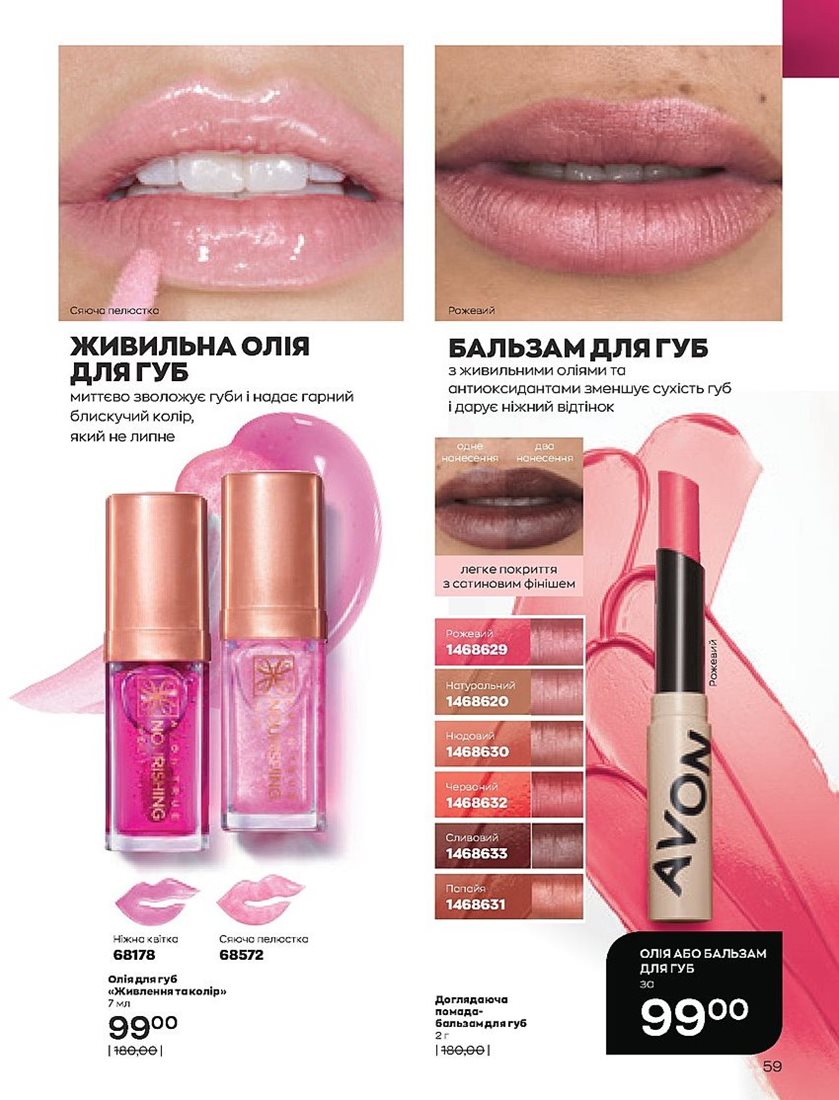 Сяюча пелюстка
ЖИВИЛЬНА ОЛІЯ
ДЛЯ ГУБ
миттєво зволожує губи і надає гарний
блискучий колір,
який не липне
NOURISHING
NOURISHING
Ніжна квітка
68178
Сяюча пелюстка
68572
Олія для губ
«Живлення та колір»
7 мл
99 00
|180,00|
Рожевий
БАЛЬЗАМ ДЛЯ ГУБ
з живильними оліями та
антиоксидантами зменшує сухість губ
і дарує ніжний відтінок
одне нанесення
два нанесення
легке покриття
з сатиновим фінішем
Рожевий
1468629
Натуральний
1468620
Нюдовий
1468630
Червоний
1468632
Сливовий
1468633
Папайя
1468631
Рожевий
AVON
Доглядаюча
помада-
бальзам для губ
2 г
|180,00|
ОЛІЯ АБО БАЛЬЗАМ
ДЛЯ ГУБ
за
99 00
59